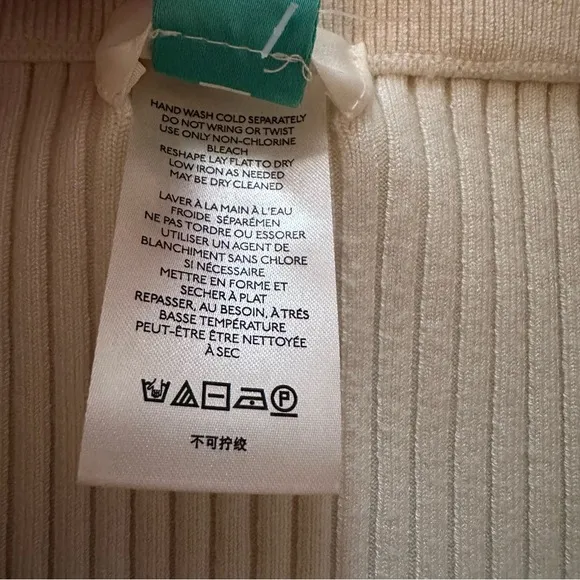 HAND WASH COLD SEPARATELY
DO NOT WRING OR TWIST
USE ONLY NON-CHLORINE
BLEACH
RESHAPE LAY FLAT TO DRY
LOW IRON AS NEEDED
MAY BE DRY CLEANED
LAVER À LA MAIN À L'EAU
FROIDE SÉPARÉMEN
NE PAS TORDRE OU ESSORER
UTILISER UN AGENT DE
BLANCHIMENT SANS CHLORE
SI NÉCESSAIRE
METTRE EN FORME ET
SECHER À PLAT
REPASSER, AU BESOIN, À TRÉS
BASSE TEMPÉRATURE
PEUT-ÊTRE ÊTRE NETTOYÉE
À SEC
P
不可拧绞